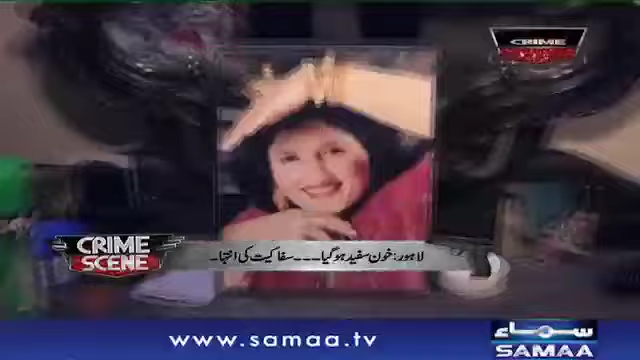 CRIME
CRIME
SCENE
لاہور: خون سفید ہوگیا۔۔۔سفاکیت کی انتہا۔
www.samaa.tv
سماء
SAMAA